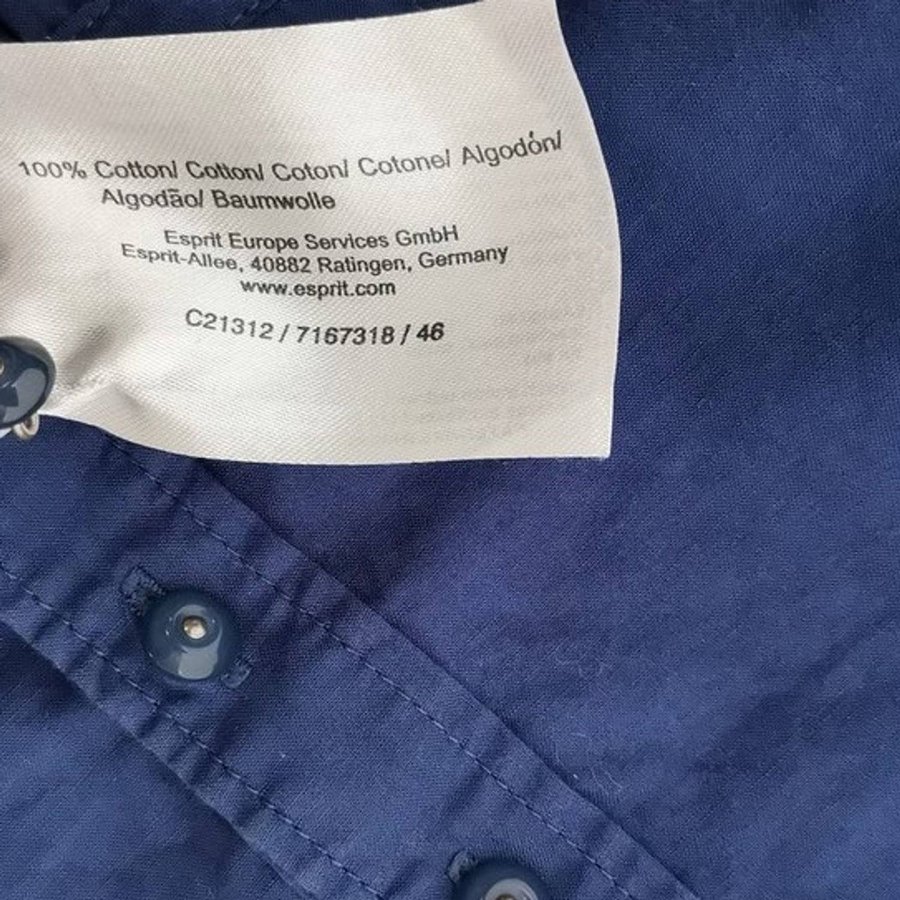 100% Cotton/ Cotton/ Coton/ Cotone/ Algodón/
Algodão/ Baumwolle
Esprit Europe Services GmbH
Esprit-Allee, 40882 Ratingen, Germany
www.esprit.com
C21312 / 7167318 / 46